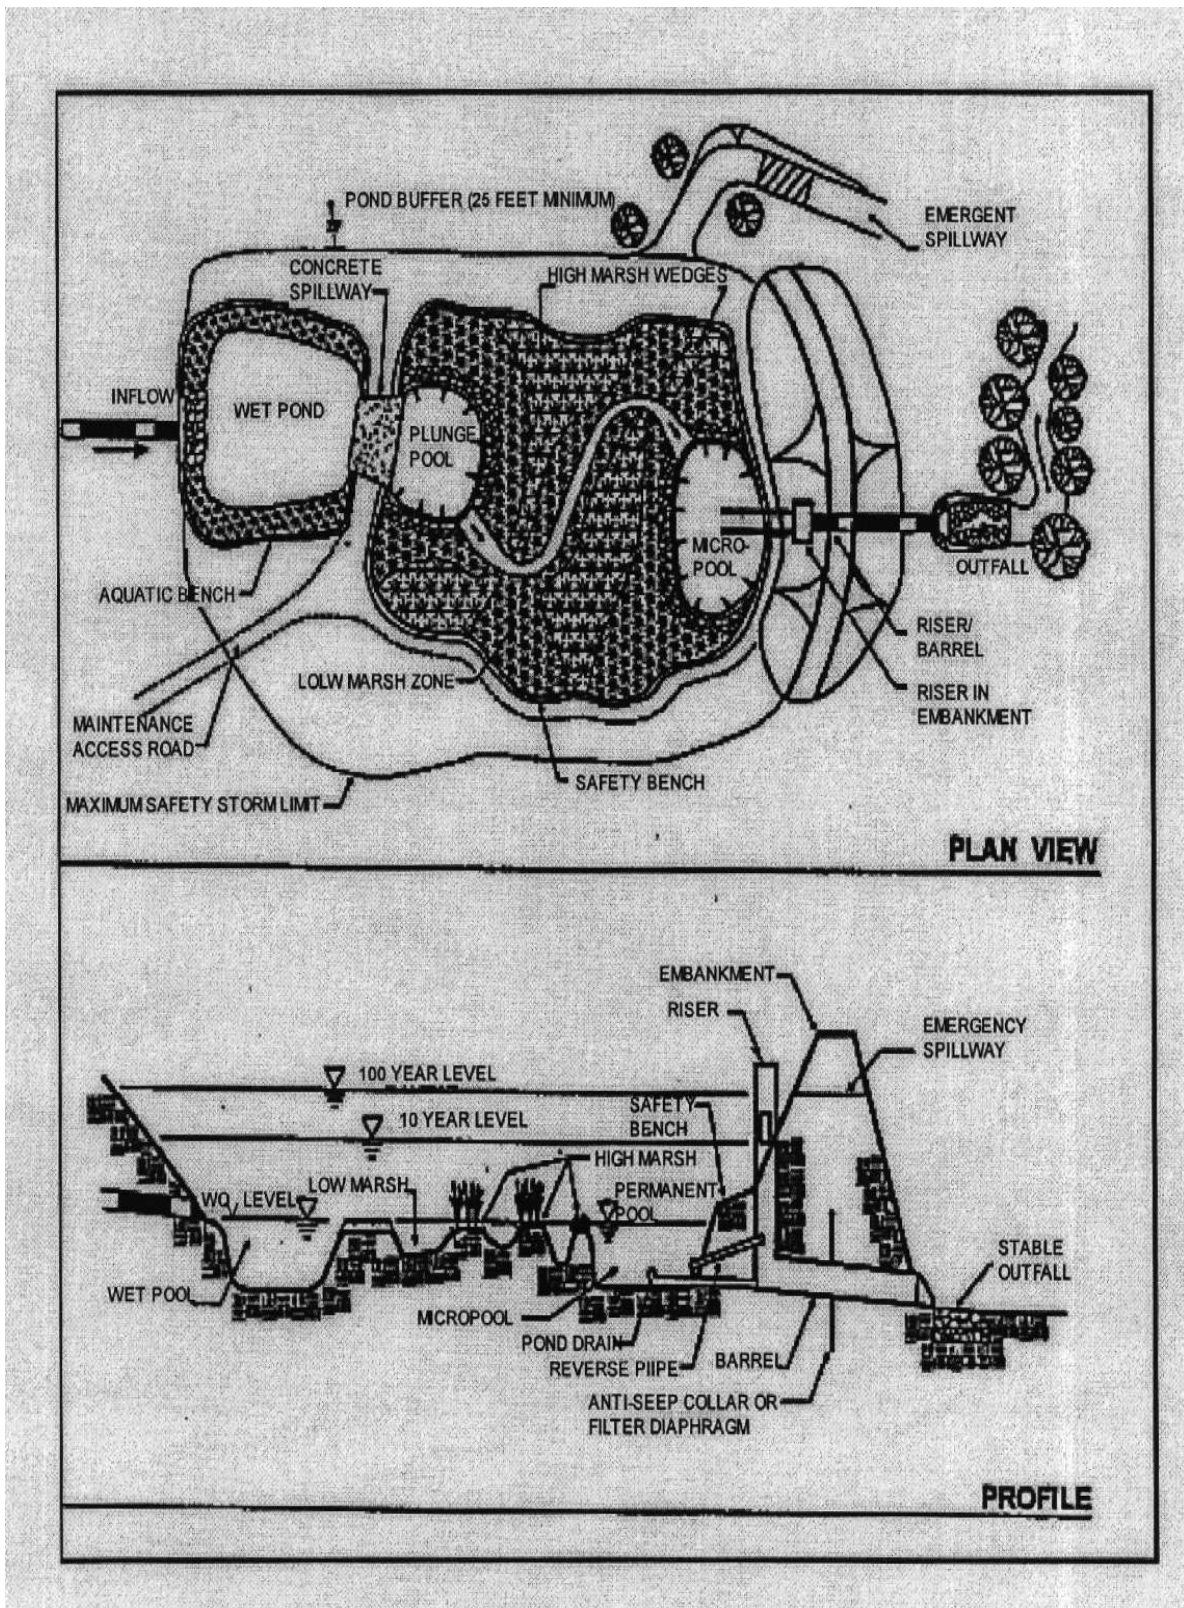 POND BUFFER (25 FEET MINIMUM)
EMERGENT
SPILLWAY
CONCRETE
SPILLWAY
HIGH MARSH WEDGES
INFLOW
WET POND
PLUNGE
POOL
MICRO-
POOL
OUTFALL
AQUATIC BENCH
RISER/
BARREL
LOLW MARSH ZONE
RISER IN
EMBANKMENT
MAINTENANCE
ACCESS ROAD
SAFETY BENCH
MAXIMUM SAFETY STORM LIMIT
PLAN VIEW
EMBANKMENT
RISER
EMERGENCY
SPILLWAY
100 YEAR LEVEL
SAFETY
BENCH
10 YEAR LEVEL
HIGH MARSH
LOW MARSH
WQ LEVEL
PERMANENT
POOL
STABLE
OUTFALL
WET POOL
MICROPOOL
POND DRAIN
REVERSE PIIPE
BARREL
ANTI-SEEP COLLAR OR
FILTER DIAPHRAGM
PROFILE